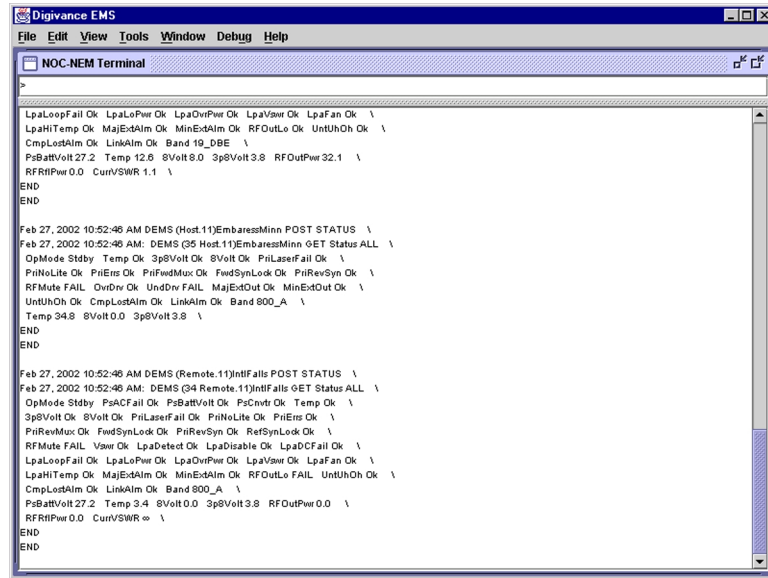 Digivance EMS
File Edit View Tools Window Debug Help
NOC-NEM Terminal
>
LpaLoopFail Ok LpaLoPwr Ok LpaOvrPwr Ok LpaVswr Ok LpaFan Ok \
LpaHiTemp Ok MajExtAlm Ok MinExtAlm Ok RFOutLo Ok UntUhOh Ok \
CmpLostAlm Ok LinkAlm Ok Band 19_DBE \
PsBattVolt 27.2 Temp 12.6 8Volt 8.0 3p8Volt 3.8 RFOutPwr 32.1 \
RFRflPwr 0.0 CurrVSWR 1.1 \
END
END
Feb 27, 2002 10:52:46 AM DEMS (Host.11)EmbaressMinn POST STATUS \
Feb 27, 2002 10:52:46 AM: DEMS (35 Host.11)EmbaressMinn GET Status ALL \
OpMode Stdby Temp Ok 3p8Volt Ok 8Volt Ok PriLaserFail Ok \
PriNoLite Ok PriErrs Ok PriFwdMux Ok FwdSynLock Ok PriRevSyn Ok \
RFMute FAIL OvrDrv Ok UndDrv FAIL MajExtOut Ok MinExtOut Ok \
UntUhOh Ok CmpLostAlm Ok LinkAlm Ok Band 800_A \
Temp 34.8 8Volt 0.0 3p8Volt 3.8 \
END
END
Feb 27, 2002 10:52:46 AM DEMS (Remote.11)IntlFalls POST STATUS \
Feb 27, 2002 10:52:46 AM: DEMS (34 Remote.11)IntlFalls GET Status ALL \
OpMode Stdby PsACFail Ok PsBattVolt Ok PsCnvtr Ok Temp Ok \
3p8Volt Ok 8Volt Ok PriLaserFail Ok PriNoLite Ok PriErrs Ok \
PriRevMux Ok FwdSynLock Ok PriRevSyn Ok RefSynLock Ok \
RFMute FAIL Vswr Ok LpaDetect Ok LpaDisable Ok LpaDCFail Ok \
LpaLoopFail Ok LpaLoPwr Ok LpaOvrPwr Ok LpaVswr Ok LpaFan Ok \
LpaHiTemp Ok MajExtAlm Ok MinExtAlm Ok RFOutLo FAIL UntUhOh Ok \
CmpLostAlm Ok LinkAlm Ok Band 800_A \
PsBattVolt 27.2 Temp 3.4 8Volt 0.0 3p8Volt 3.8 RFOutPwr 0.0 \
RFRflPwr 0.0 CurrVSWR ∞ \
END
END